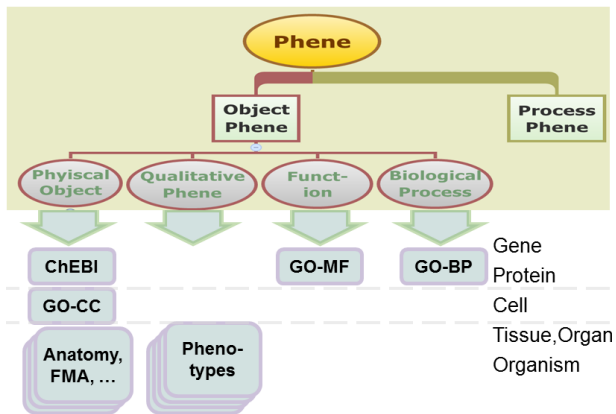 Phene
Object
Phene
Process
Phene
Phyiscal
Object
Qualitative
Phene
Funct-
ion
Biological
Process
ChEBI
GO-MF
GO-BP
Gene
Protein
GO-CC
Cell
Anatomy,
FMA, ...
Pheno-
types
Tissue,Organ
Organism